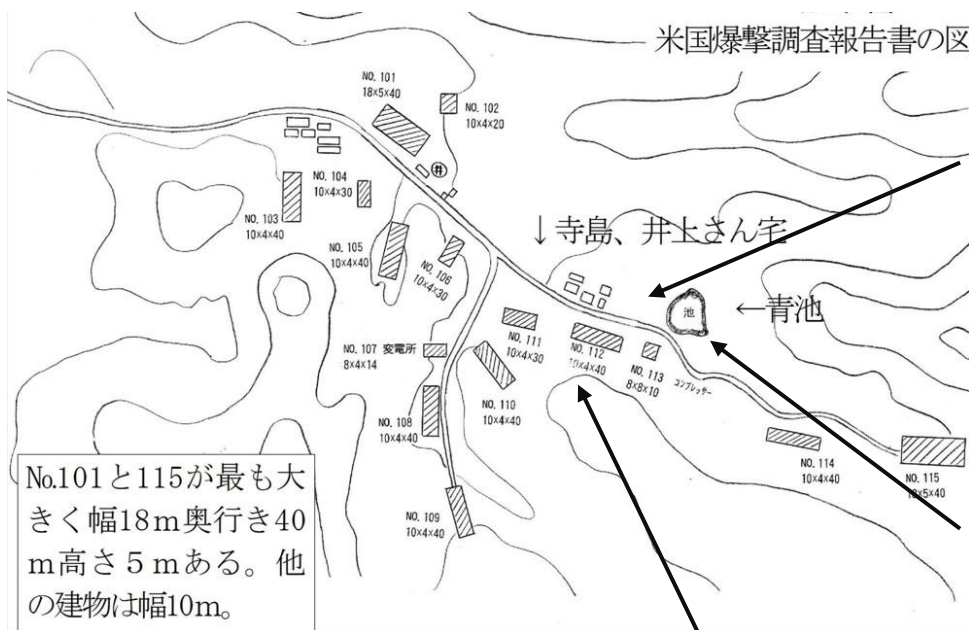 米国爆撃調査報告書の図
NO. 101
18×5×40
NO. 102
10×4×20
井
NO. 104
10×4×30
NO. 103
10×4×40
NO. 105
10×4×40
NO. 106
10×4×30
↓寺島、井上さん宅
池
←青池
NO. 107 変電所
8×4×14
NO. 111
10×4×30
NO. 112
10×4×40
NO. 113
8×8×10
コンプレッサー
NO. 108
10×4×40
NO. 110
10×4×40
NO. 114
10×4×40
NO. 115
×5×40
NO. 109
10×4×40
No.101と115が最も大
きく幅18m奥行き40
m高さ5mある。他
の建物は幅10m。